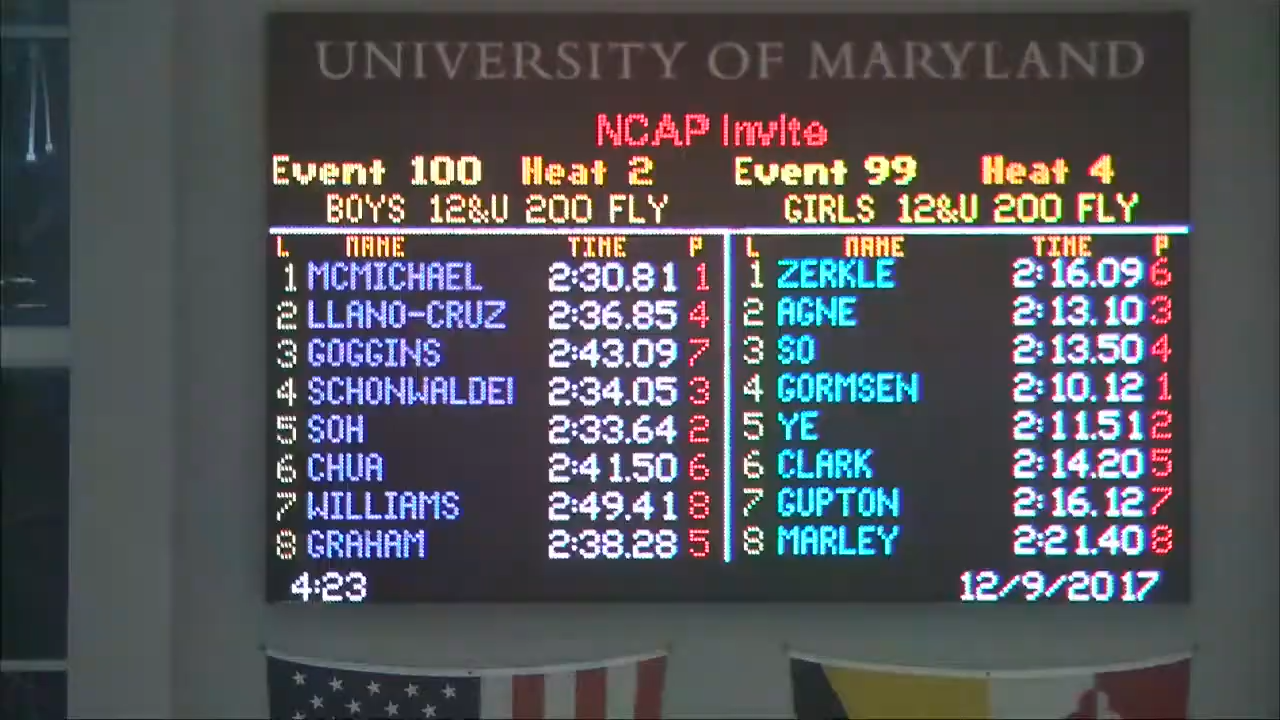 UNIVERSITY OF MARYLAND
NCAP Invite
Event 100 Heat 2 Event 99 Heat 4
BOYS 12&U 200 FLY GIRLS 12&U 200 FLY
L NAME TIME P L NAME TIME P
1 MCMICHAEL 2:30.81 1 1 ZERKLE 2:16.09 6
2 LLANO-CRUZ 2:36.85 4 2 AGNE 2:13.10 3
3 GOGGINS 2:43.09 7 3 SO 2:13.50 4
4 SCHONWALDE 2:34.05 3 4 GORMSEN 2:10.12 1
5 SOH 2:33.64 2 5 YE 2:11.51 2
6 CHUA 2:41.50 6 6 CLARK 2:14.20 5
7 WILLIAMS 2:49.41 8 7 GUPTON 2:16.12 7
8 GRAHAM 2:38.28 5 8 MARLEY 2:21.40 8
4:23 12/9/2017